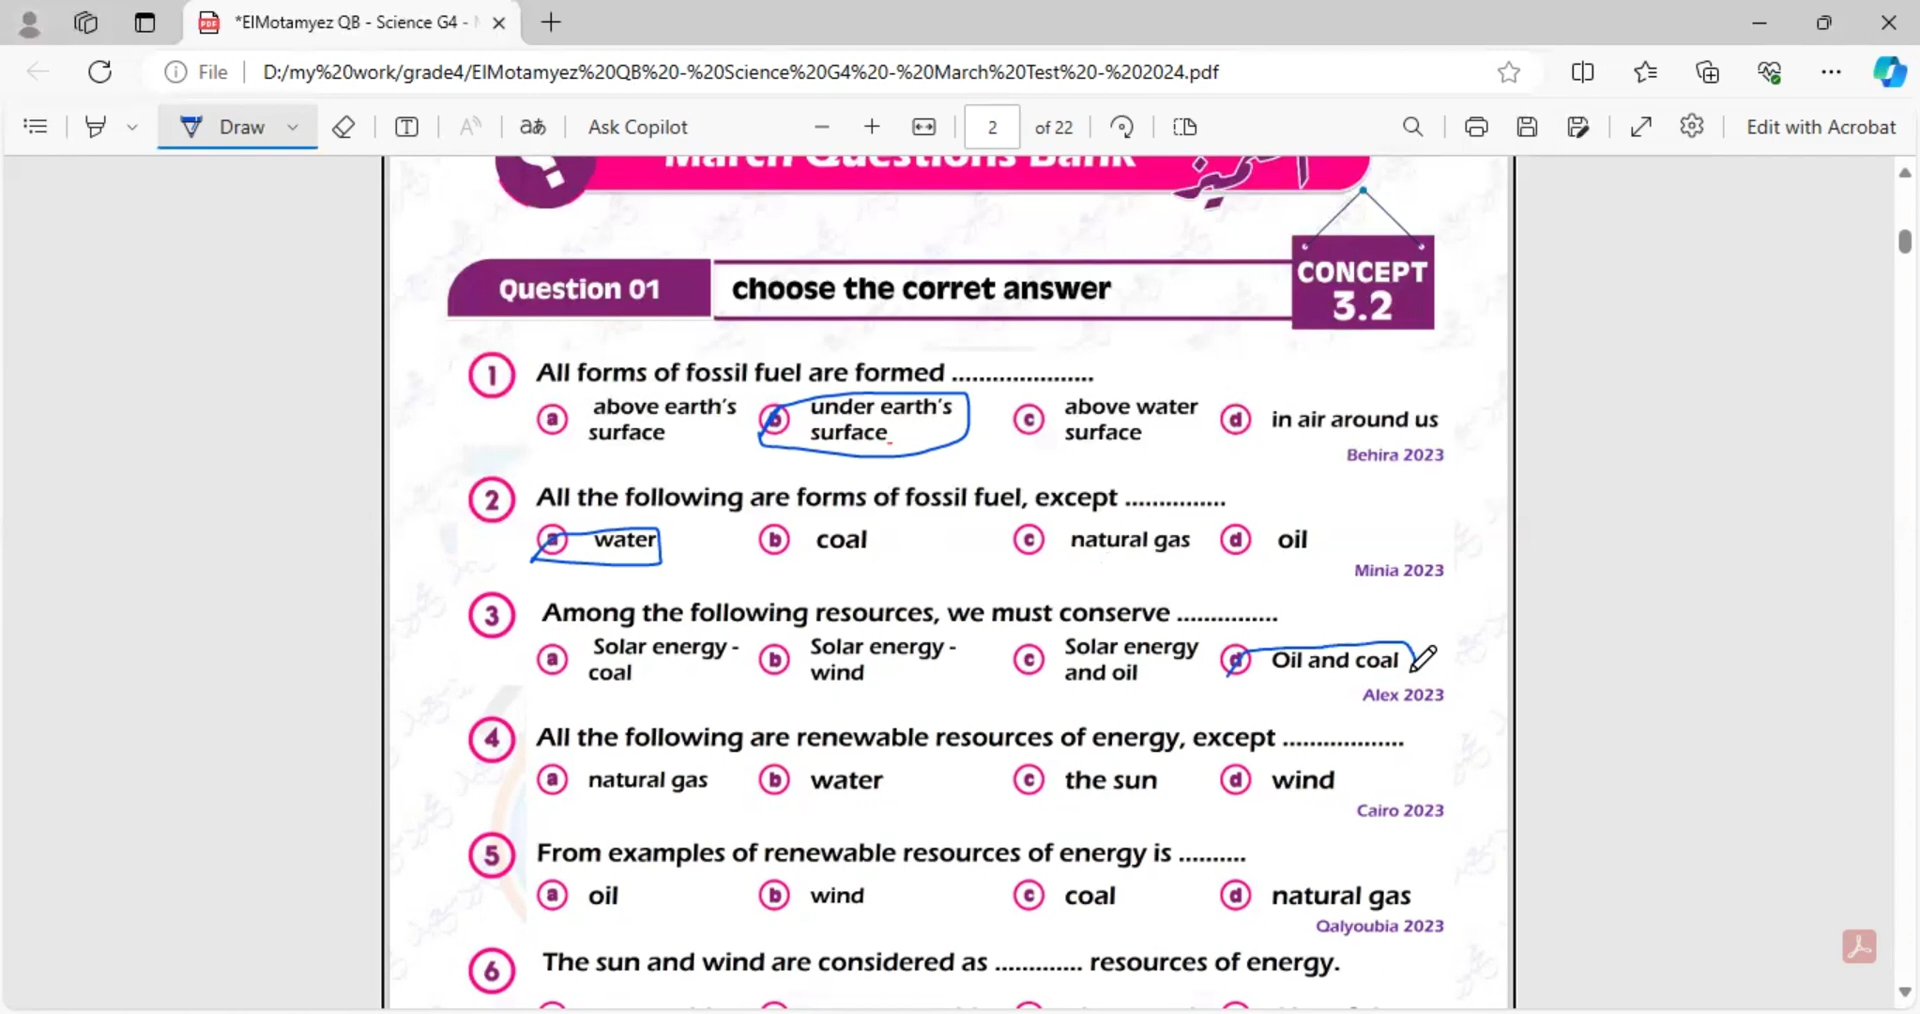 *ElMotamyez QB - Science G4 -
File
D:/my%20work/grade4/ElMotamyez%20QB%20-%20Science%20G4%20-%20March%20Test%20-%202024.pdf
Draw
Ask Copilot
2 of 22
Edit with Acrobat
March Questions Bank
Question 01
choose the corret answer
CONCEPT
3.2
1 All forms of fossil fuel are formed .....................
a above earth's surface
b under earth's surface
c above water surface
d in air around us
Behira 2023
2 All the following are forms of fossil fuel, except ...............
a water
b coal
c natural gas
d oil
Minia 2023
3 Among the following resources, we must conserve ...............
a Solar energy - coal
b Solar energy - wind
c Solar energy and oil
d Oil and coal
Alex 2023
4 All the following are renewable resources of energy, except ..................
a natural gas
b water
c the sun
d wind
Cairo 2023
5 From examples of renewable resources of energy is ..........
a oil
b wind
c coal
d natural gas
Qalyoubia 2023
6 The sun and wind are considered as ............. resources of energy.